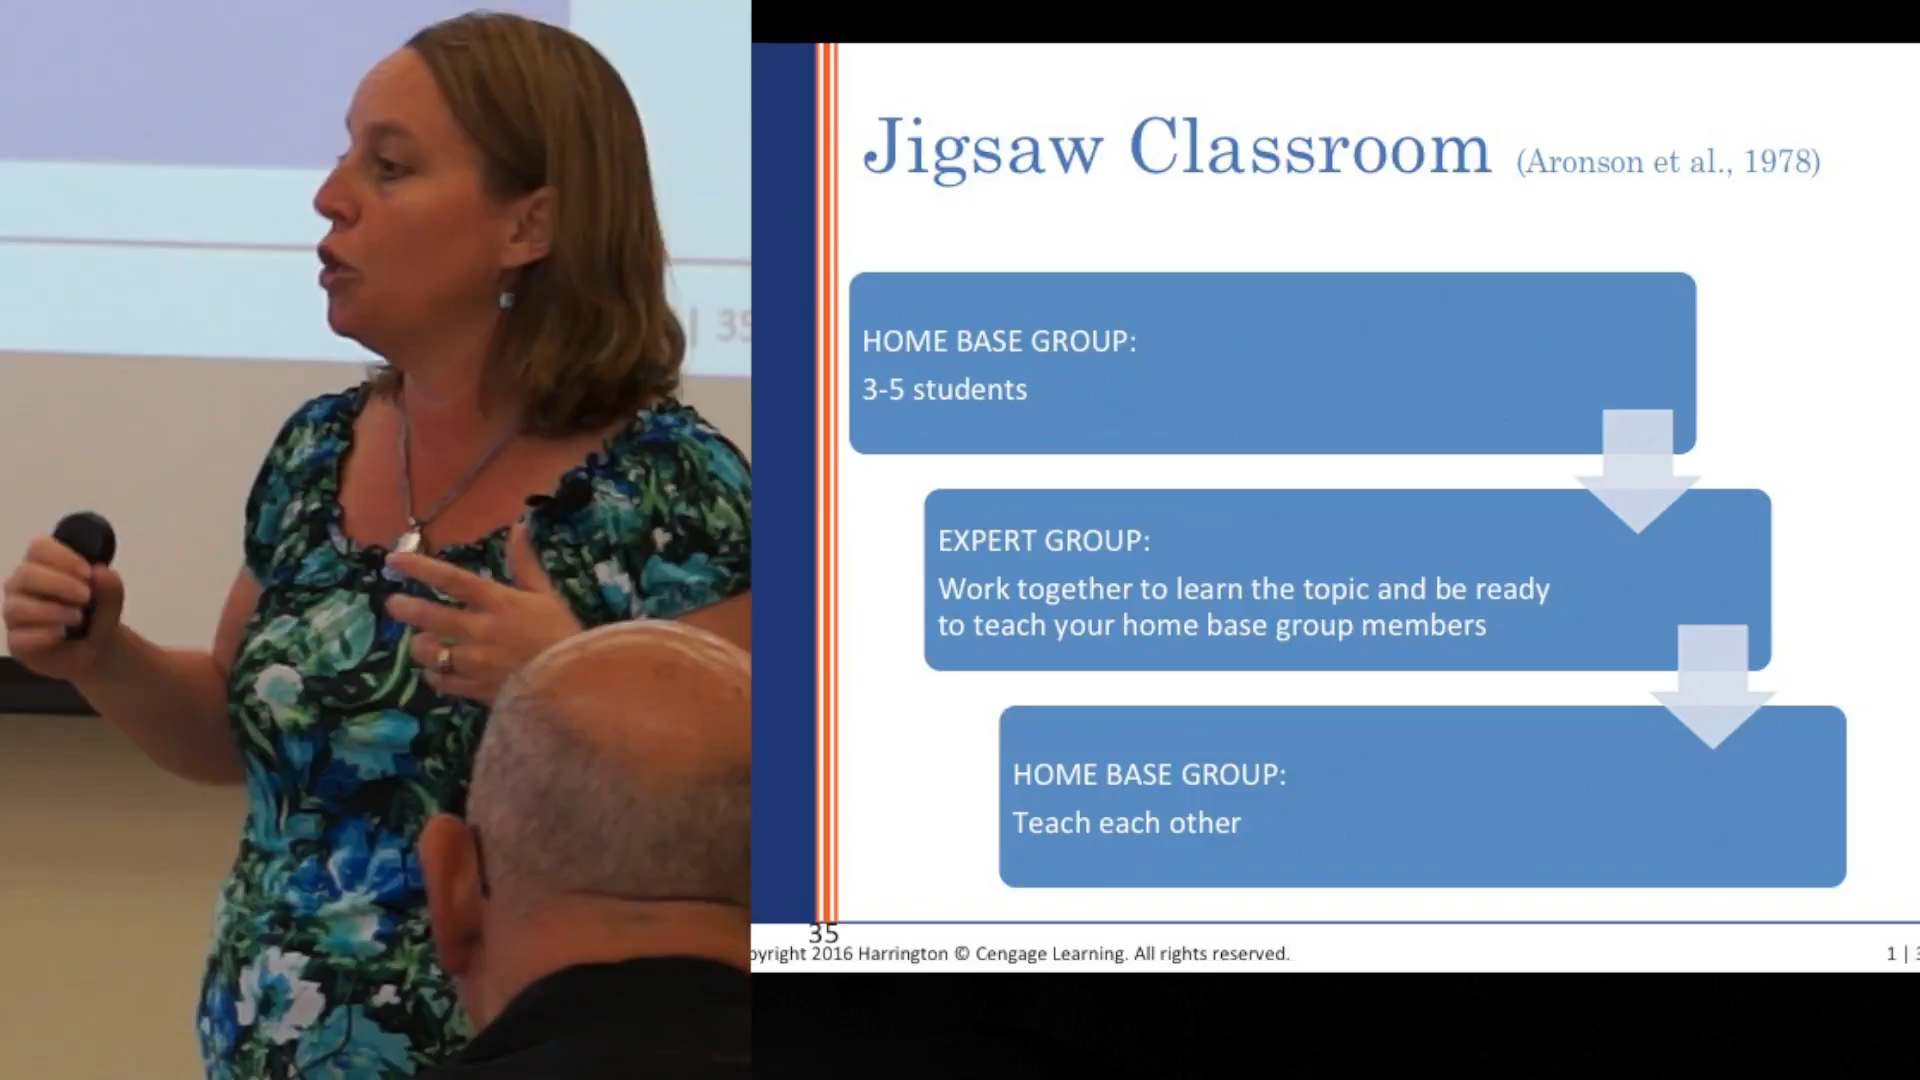 | 35
Jigsaw Classroom (Aronson et al., 1978)
HOME BASE GROUP:
3-5 students
EXPERT GROUP:
Work together to learn the topic and be ready
to teach your home base group members
HOME BASE GROUP:
Teach each other
35
2016 Harrington © Cengage Learning. All rights reserved.
1 |